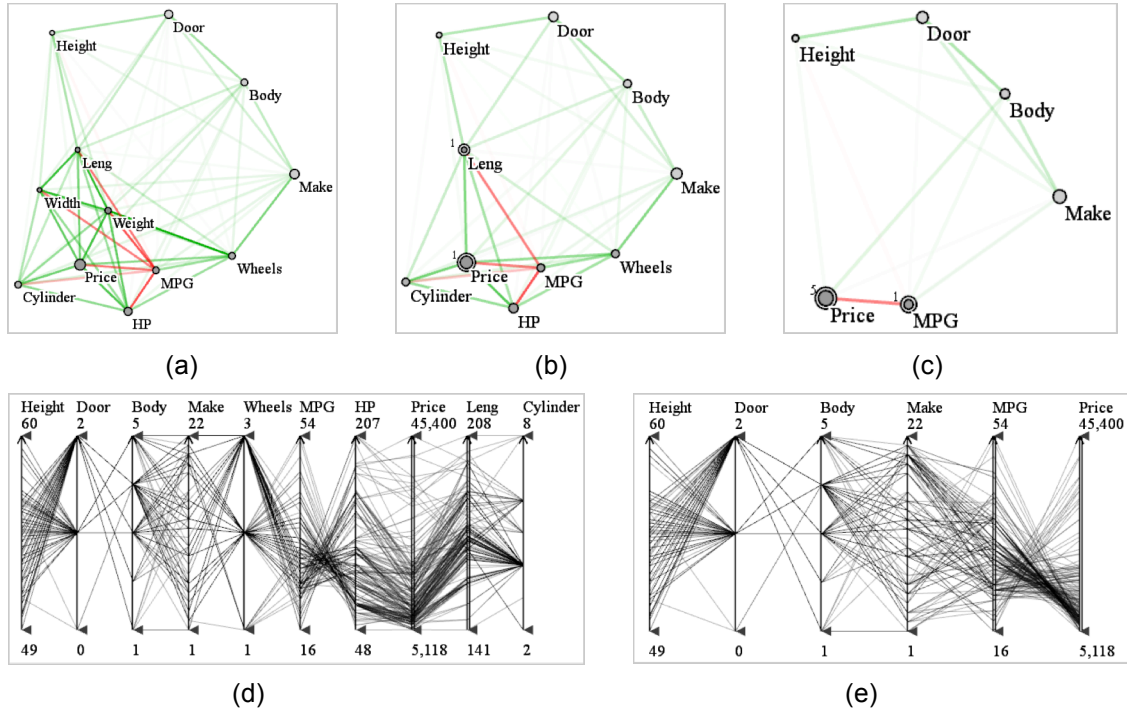 Door
Height
Body
Leng
Make
Width
Weight
Wheels
Price
MPG
Cylinder
HP
(a)
Door
Height
Body
1
Leng
Make
1
Wheels
Price
MPG
Cylinder
HP
(b)
Door
Height
Body
Make
5
1
Price
MPG
(c)
Height Door Body Make Wheels MPG HP Price Leng Cylinder
60 2 5 22 3 54 207 45,400 208 8
49 0 1 1 1 16 48 5,118 141 2
(d)
Height Door Body Make MPG Price
60 2 5 22 54 45,400
49 0 1 1 16 5,118
(e)